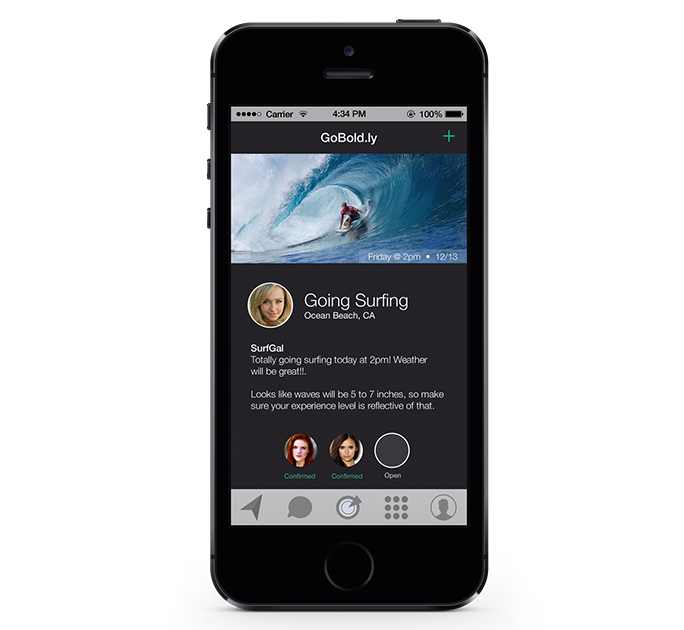 Carrier 4:34 PM 100%
GoBold.ly +
Friday @ 2pm • 12/13
Going Surfing
Ocean Beach, CA
SurfGal
Totally going surfing today at 2pm! Weather
will be great!!.
Looks like waves will be 5 to 7 inches, so make
sure your experience level is reflective of that.
Confirmed Confirmed Open